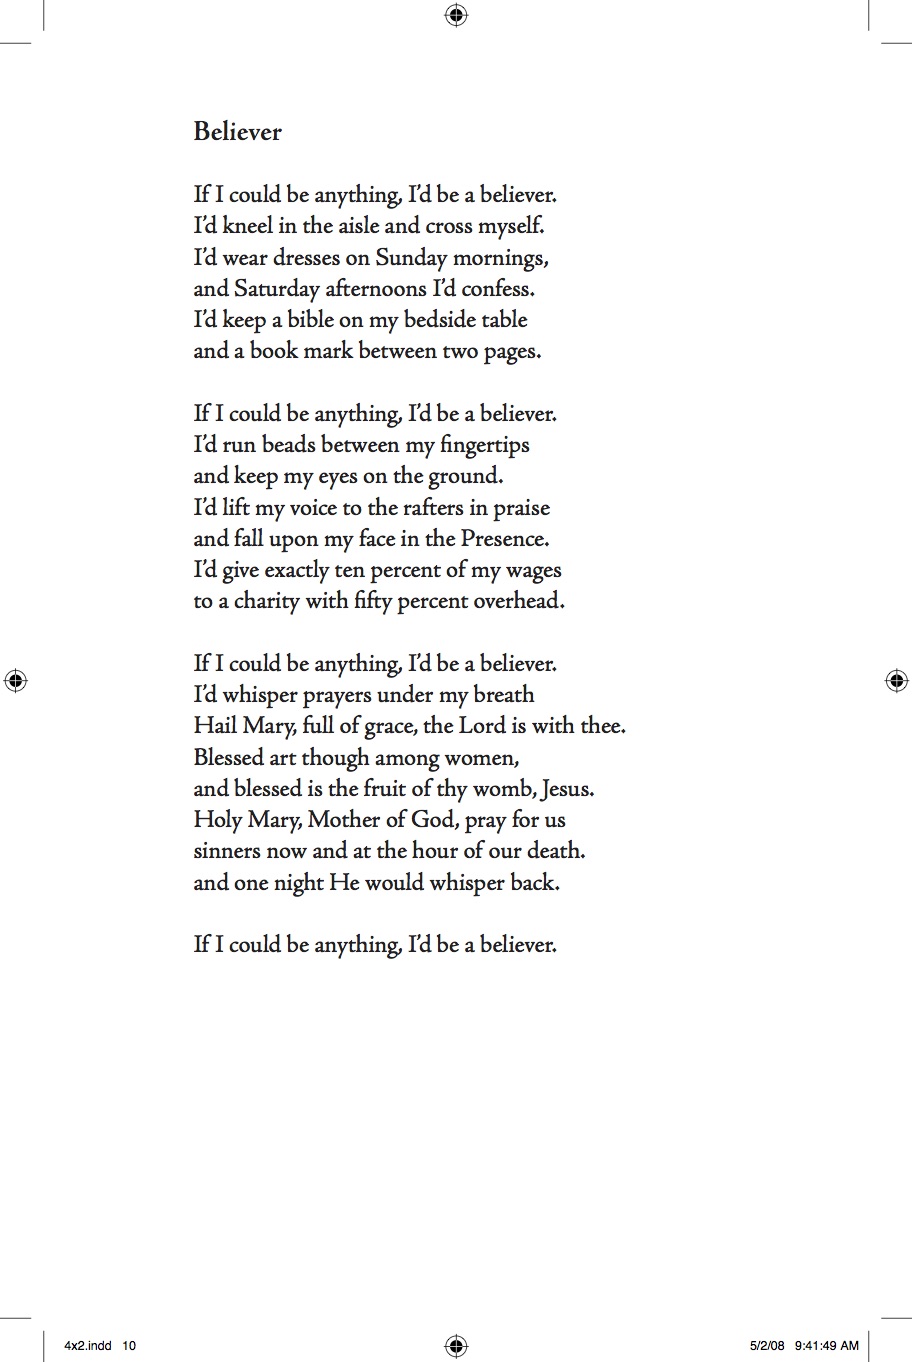 Believer
If I could be anything, I'd be a believer.
I'd kneel in the aisle and cross myself.
I'd wear dresses on Sunday mornings,
and Saturday afternoons I'd confess.
I'd keep a bible on my bedside table
and a book mark between two pages.
If I could be anything, I'd be a believer.
I'd run beads between my fingertips
and keep my eyes on the ground.
I'd lift my voice to the rafters in praise
and fall upon my face in the Presence.
I'd give exactly ten percent of my wages
to a charity with fifty percent overhead.
If I could be anything, I'd be a believer.
I'd whisper prayers under my breath
Hail Mary, full of grace, the Lord is with thee.
Blessed art though among women,
and blessed is the fruit of thy womb, Jesus.
Holy Mary, Mother of God, pray for us
sinners now and at the hour of our death.
and one night He would whisper back.
If I could be anything, I'd be a believer.
4x2.indd 10 5/2/08 9:41:49 AM